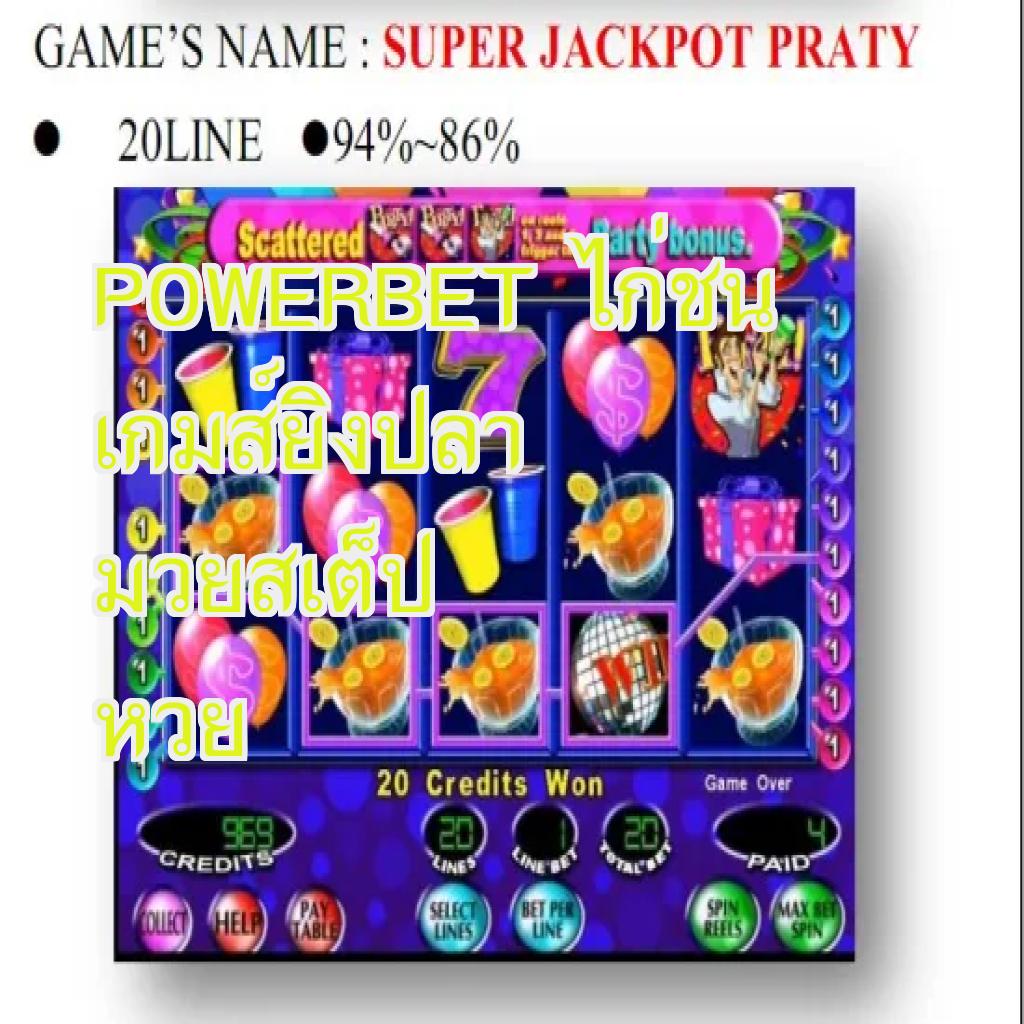 GAME'S NAME : SUPER JACKPOT PRATY
● 20LINE ●94%~86%
Scattered Party bonus.
POWERBET ไก่ชน
เกมส์ยิงปลา
มวยสเต็ป
หวย
20 Credits Won
Game Over
969 20 1 20 4
CREDITS LINES LINE BET TOTAL BET PAID
COLLECT HELP PAY TABLE SELECT LINES BET PER LINE SPIN REELS MAX BET SPIN